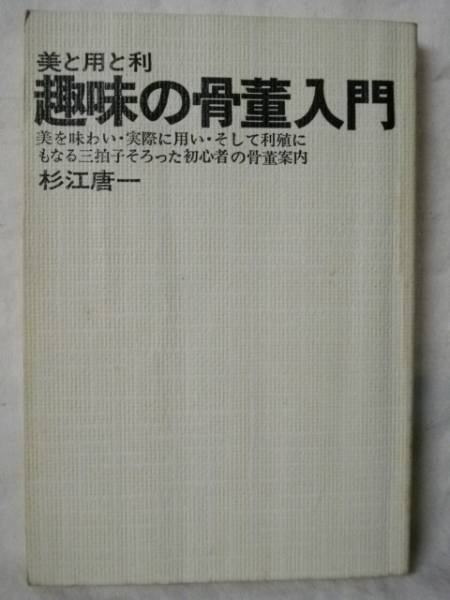 美と用と利
趣味の骨董入門
美を味わい・実際に用い・そして利殖に
もなる三拍子そろった初心者の骨董案内
杉江唐一